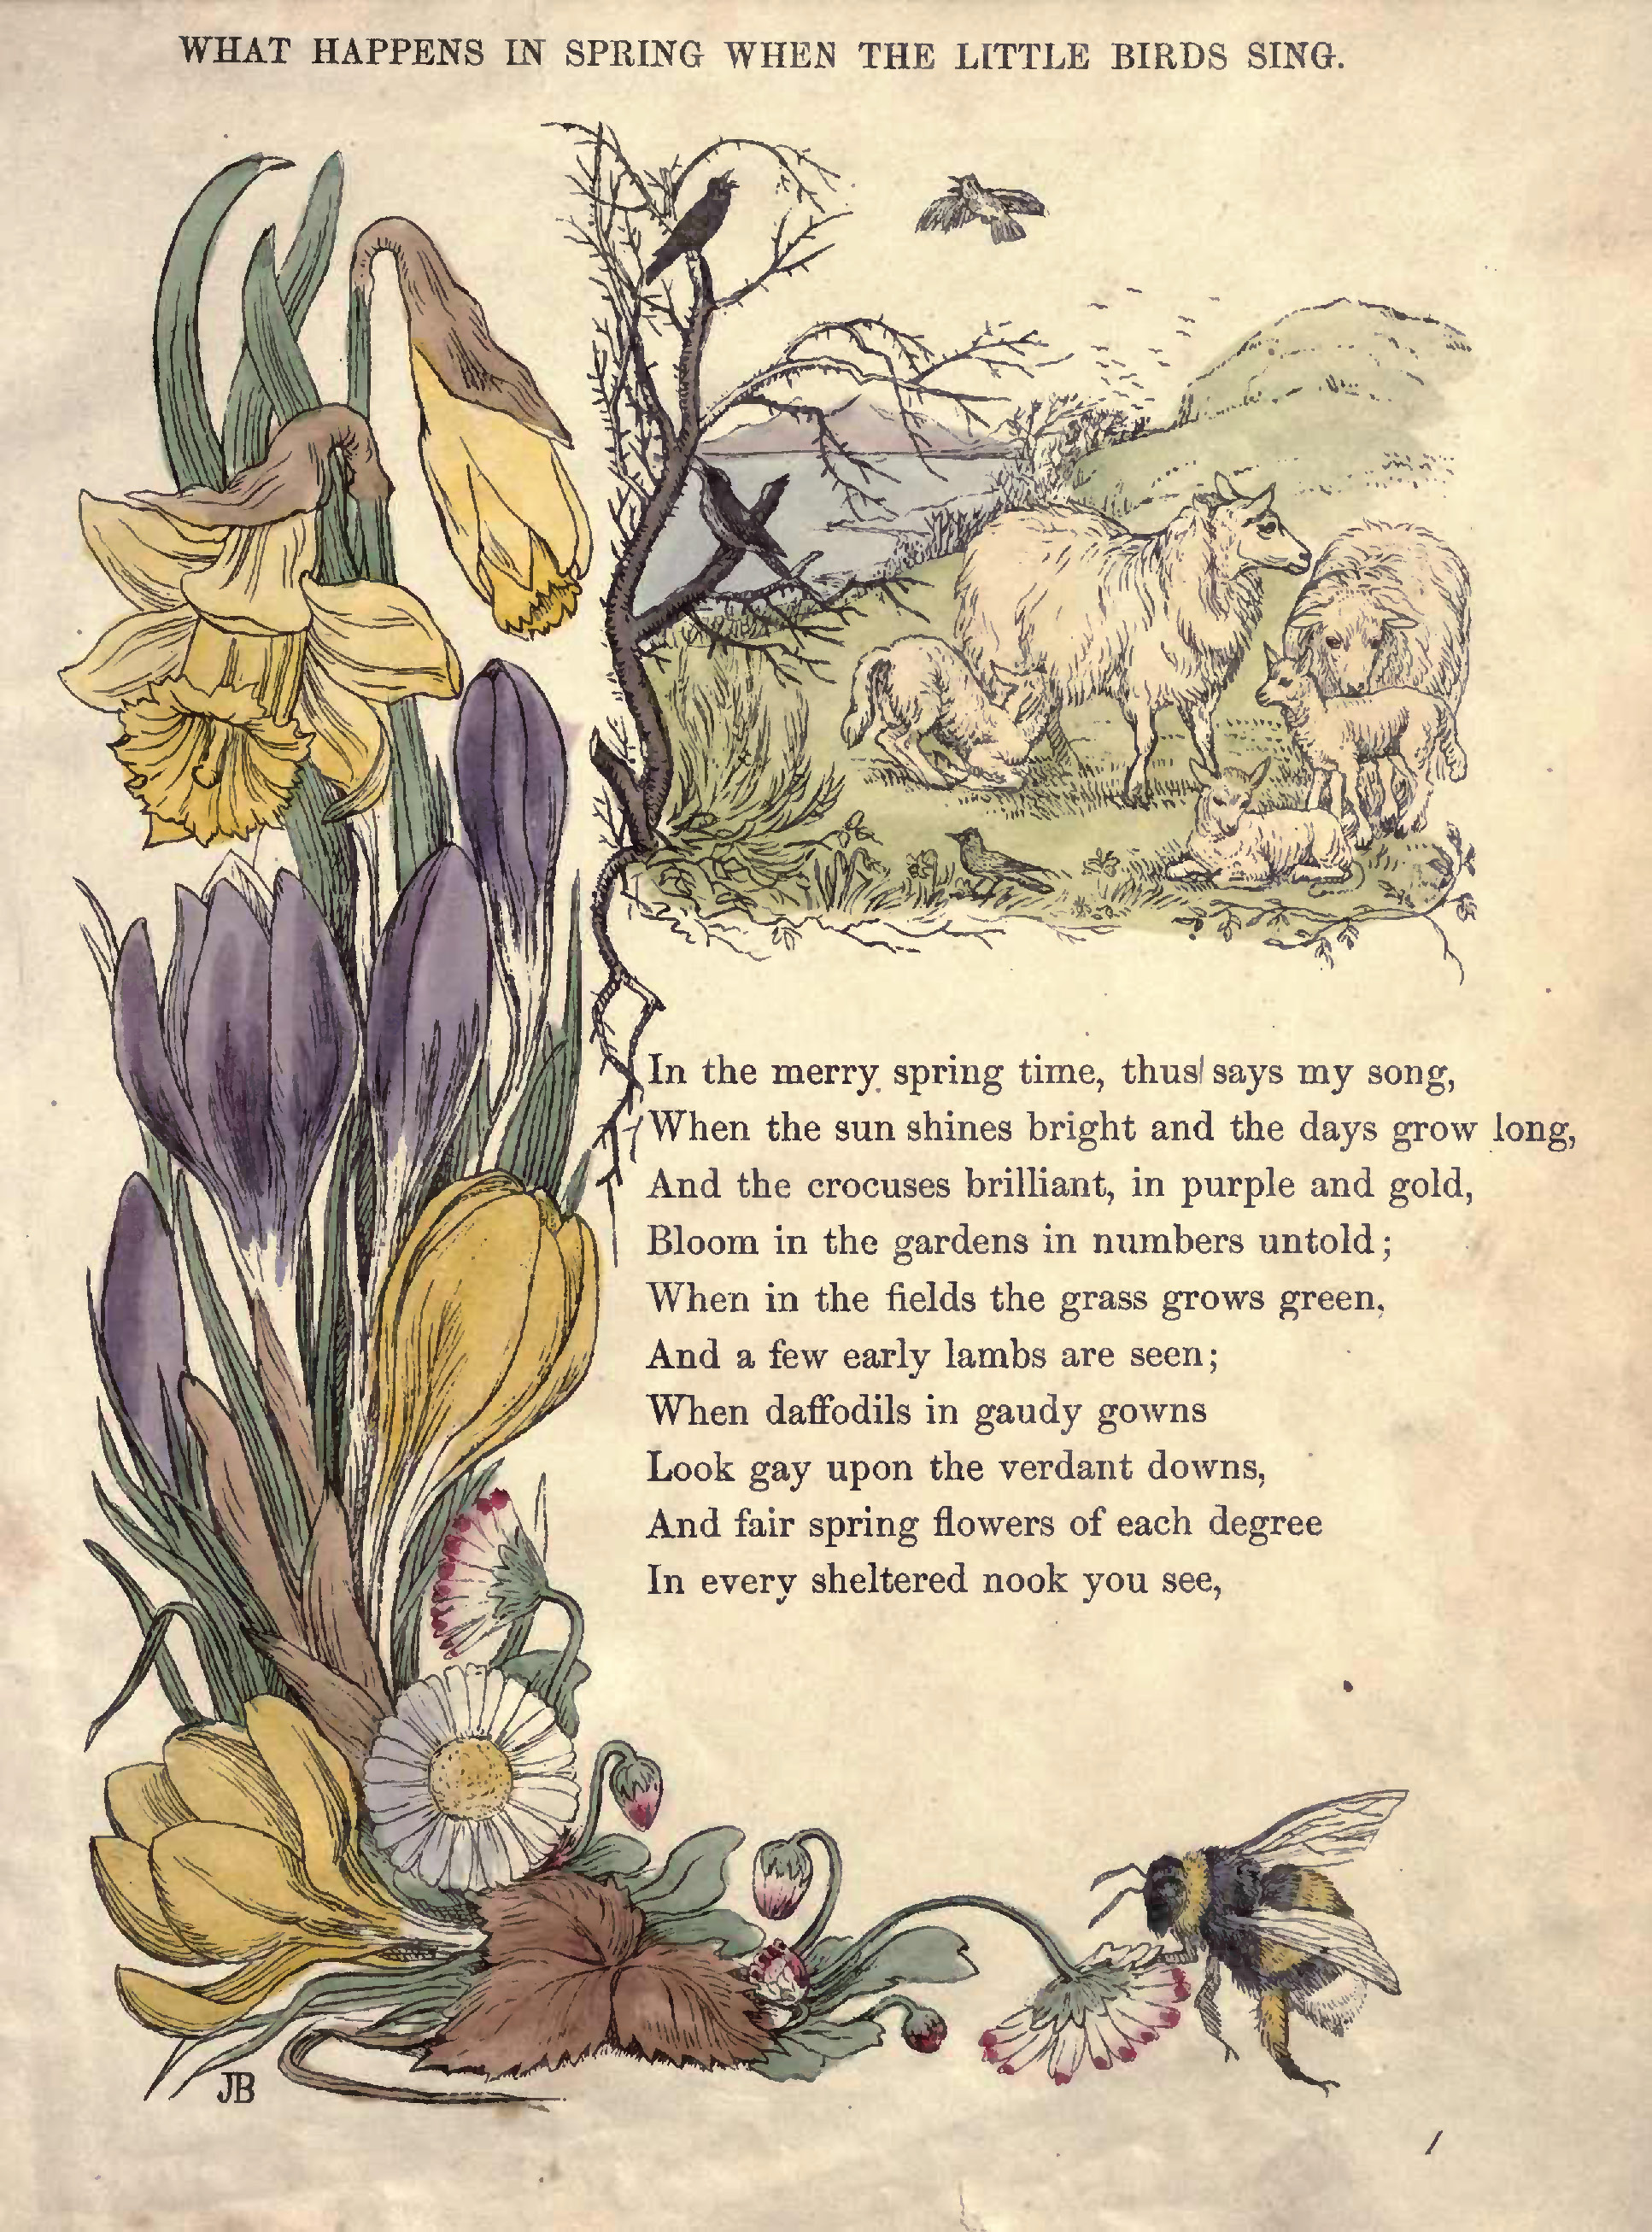 WHAT HAPPENS IN SPRING WHEN THE LITTLE BIRDS SING.
In the merry spring time, thus says my song,
When the sun shines bright and the days grow long,
And the crocuses brilliant, in purple and gold,
Bloom in the gardens in numbers untold;
When in the fields the grass grows green,
And a few early lambs are seen;
When daffodils in gaudy gowns
Look gay upon the verdant downs,
And fair spring flowers of each degree
In every sheltered nook you see,
JB
1